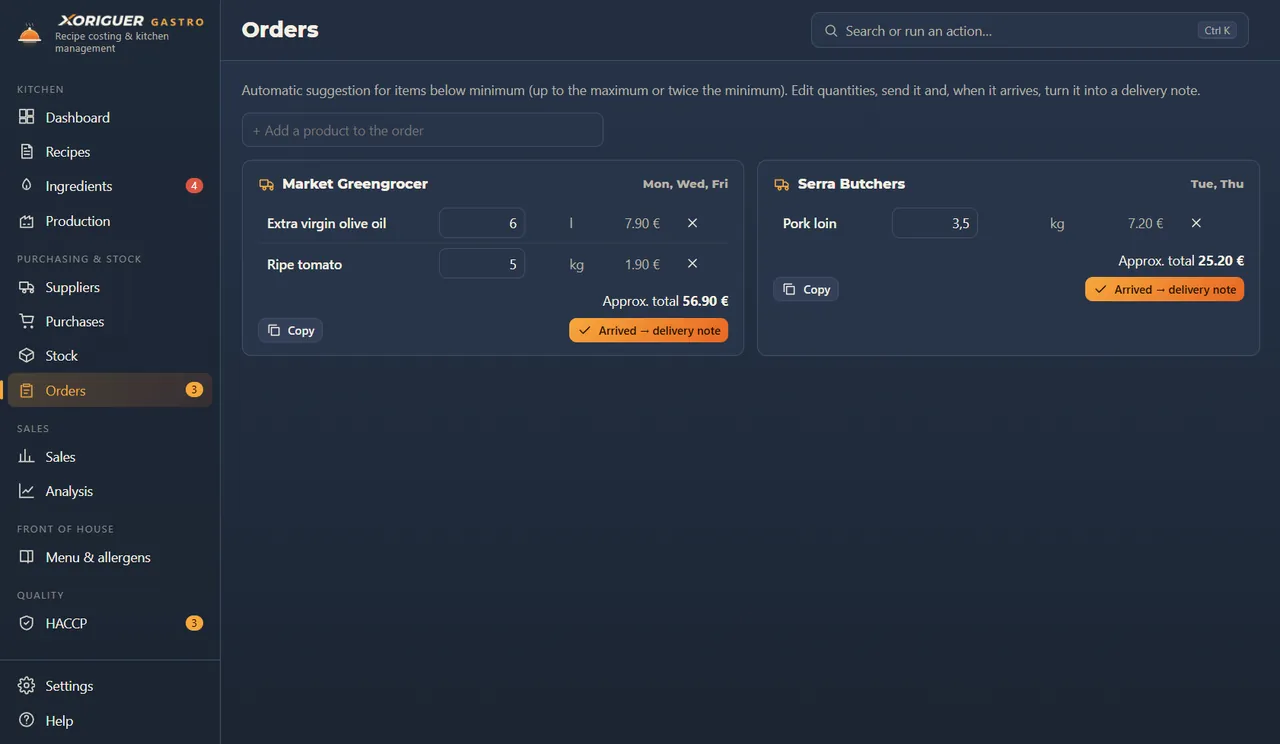 XORIGUER GASTRO
Recipe costing & kitchen
management
KITCHEN
Dashboard
Recipes
Ingredients 4
Production
PURCHASING & STOCK
Suppliers
Purchases
Stock
Orders 3
SALES
Sales
Analysis
FRONT OF HOUSE
Menu & allergens
QUALITY
HACCP 3
Settings
Help
Orders
Search or run an action... Ctrl K
Automatic suggestion for items below minimum (up to the maximum or twice the minimum). Edit quantities, send it and, when it arrives, turn it into a delivery note.
+ Add a product to the order
Market Greengrocer Mon, Wed, Fri
Extra virgin olive oil 6 l 7.90 €
Ripe tomato 5 kg 1.90 €
Approx. total 56.90 €
Copy Arrived → delivery note
Serra Butchers Tue, Thu
Pork loin 3,5 kg 7.20 €
Approx. total 25.20 €
Copy Arrived → delivery note